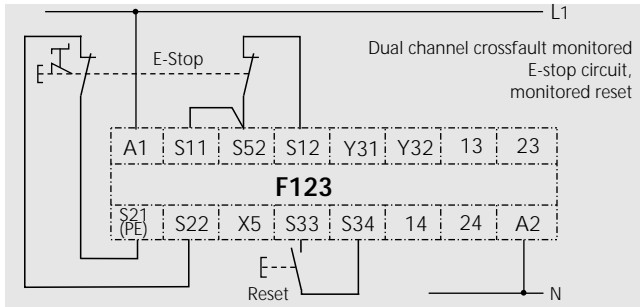 L1
Dual channel crossfault monitored
E-stop circuit,
monitored reset
E-Stop
A1 S11 S52 S12 Y31 Y32 13 23
F123
S21
(PE) S22 X5 S33 S34 14 24 A2
Reset
N